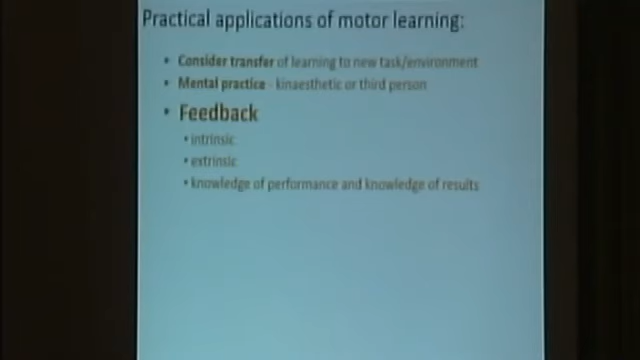 Practical applications of motor learning:
• Consider transfer of learning to new task/environment
• Mental practice - kinaesthetic or third person
• Feedback
• intrinsic
• extrinsic
• knowledge of performance and knowledge of results